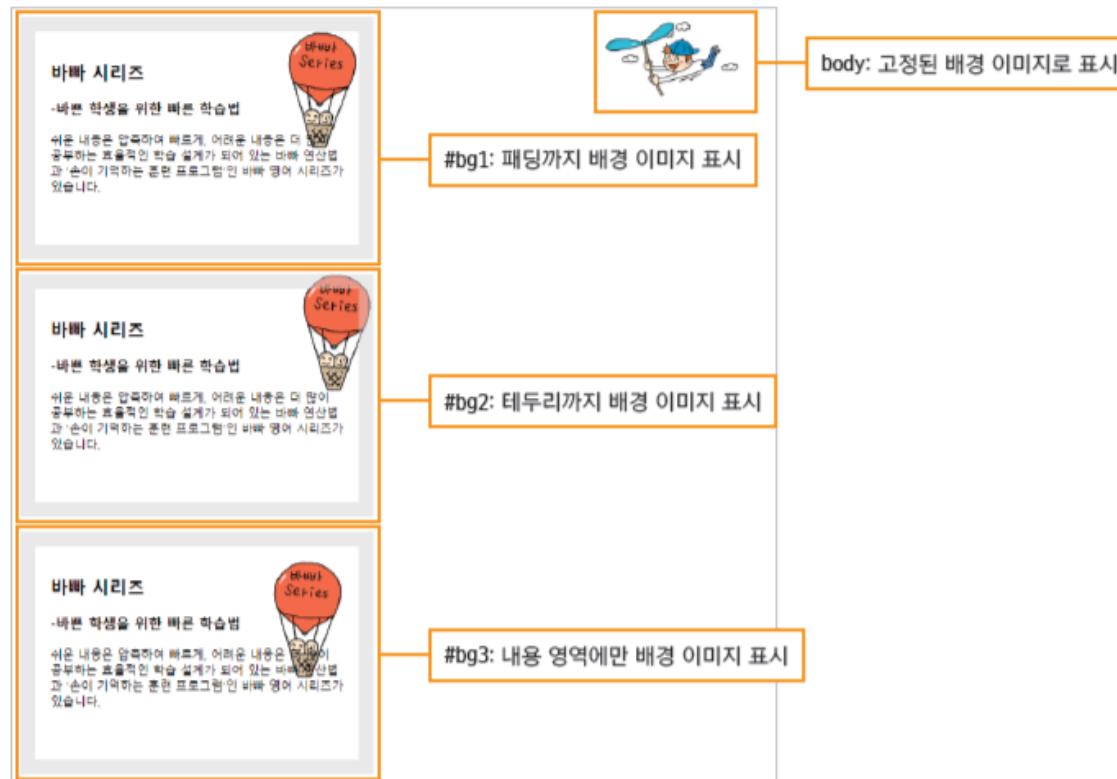 바빠
Series
바빠 시리즈
-바쁜 학생을 위한 빠른 학습법
쉬운 내용은 압축하여 빠르게, 어려운 내용은 더
공부하는 효율적인 학습 설계가 되어 있는 바빠 연산법
과 '손이 기억하는 훈련 프로그램'인 바빠 영어 시리즈가
있습니다.
body: 고정된 배경 이미지로 표시
#bg1: 패딩까지 배경 이미지 표시
바빠
Series
바빠 시리즈
-바쁜 학생을 위한 빠른 학습법
쉬운 내용은 압축하여 빠르게, 어려운 내용은 더 많이
공부하는 효율적인 학습 설계가 되어 있는 바빠 연산법
과 '손이 기억하는 훈련 프로그램'인 바빠 영어 시리즈가
있습니다.
#bg2: 테두리까지 배경 이미지 표시
바빠
Series
바빠 시리즈
-바쁜 학생을 위한 빠른 학습법
쉬운 내용은 압축하여 빠르게, 어려운 내용은
공부하는 효율적인 학습 설계가 되어 있는 바빠 연산법
과 '손이 기억하는 훈련 프로그램'인 바빠 영어 시리즈가
있습니다.
#bg3: 내용 영역에만 배경 이미지 표시